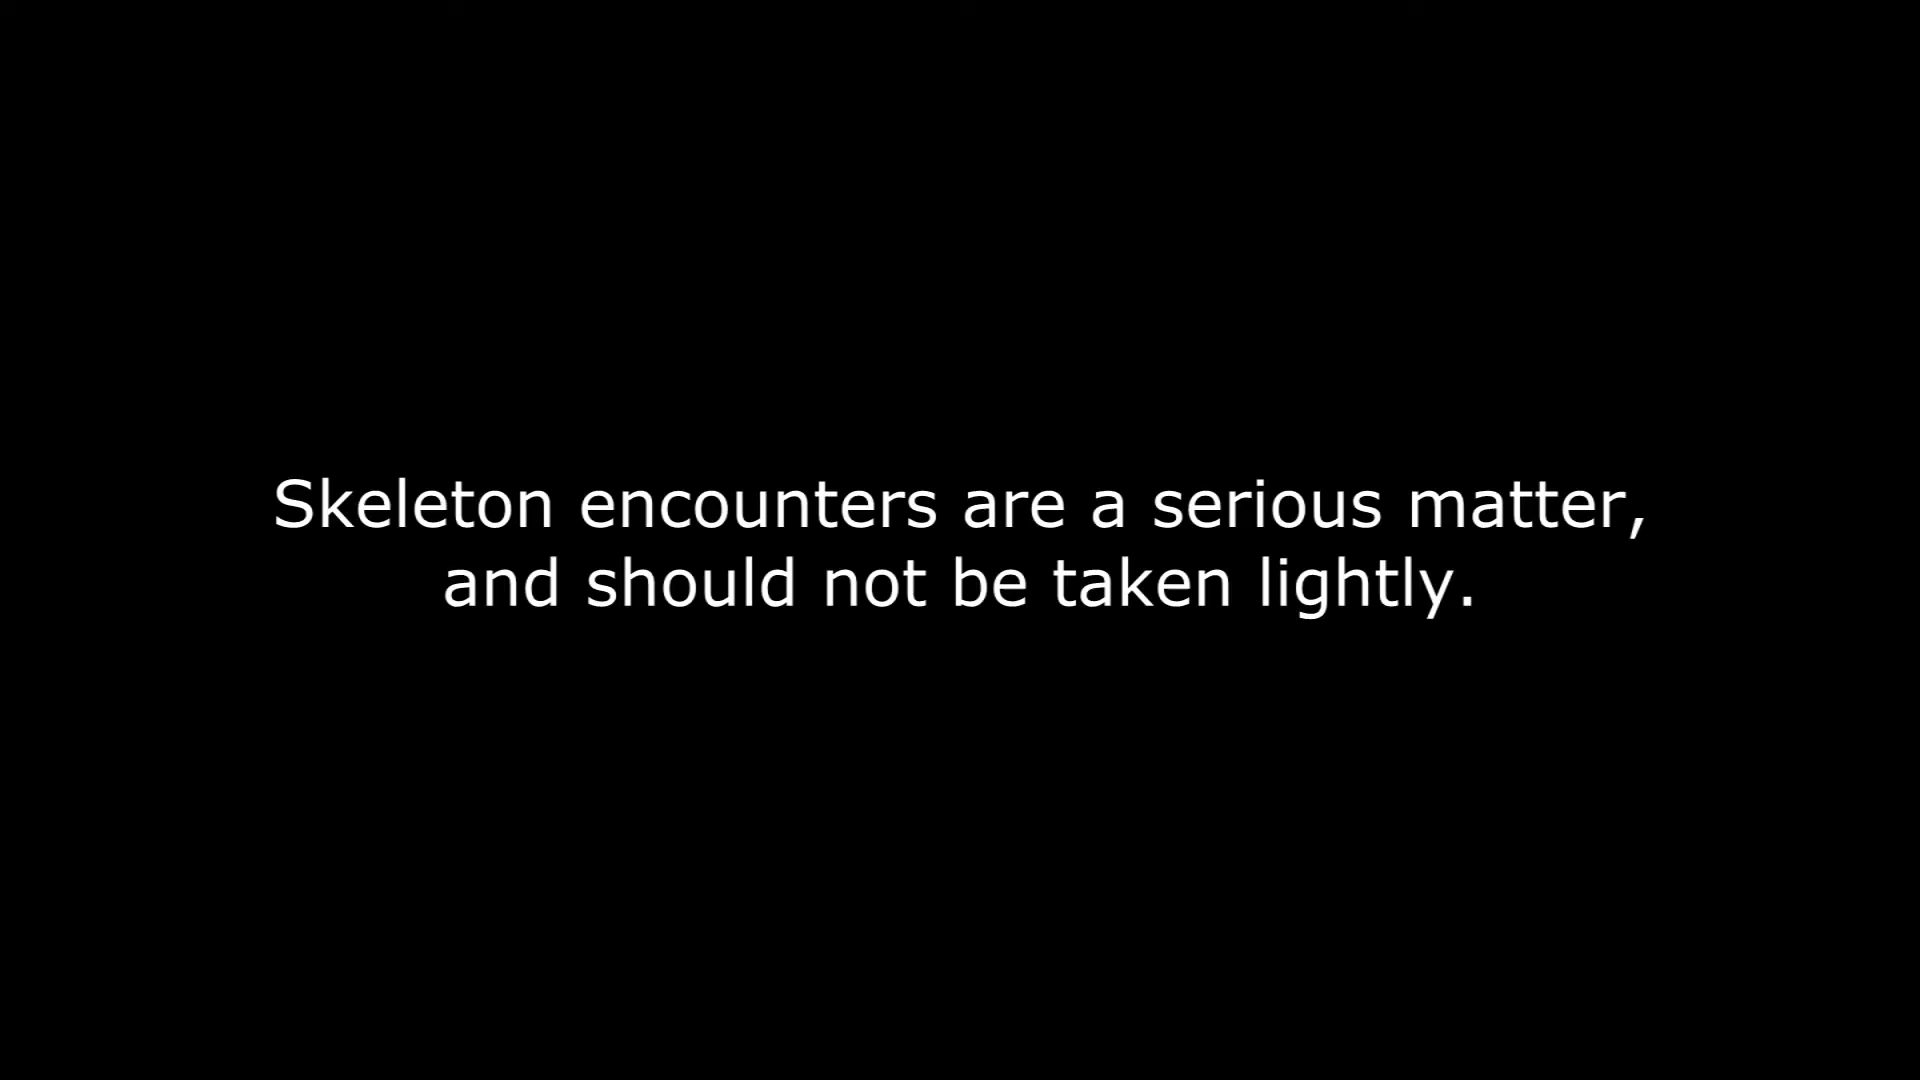 Skeleton encounters are a serious matter,
and should not be taken lightly.